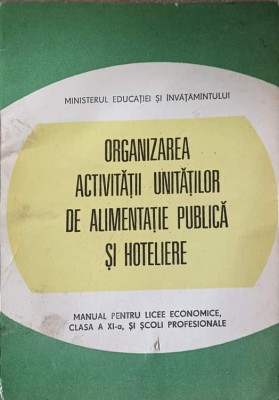 MINISTERUL EDUCAȚIEI ȘI ÎNVĂȚĂMÎNTULUI
ORGANIZAREA
ACTIVITĂȚII UNITĂȚILOR
DE ALIMENTAȚIE PUBLICĂ
ȘI HOTELIERE
MANUAL PENTRU LICEE ECONOMICE,
CLASA A XI-a, ȘI ȘCOLI PROFESIONALE